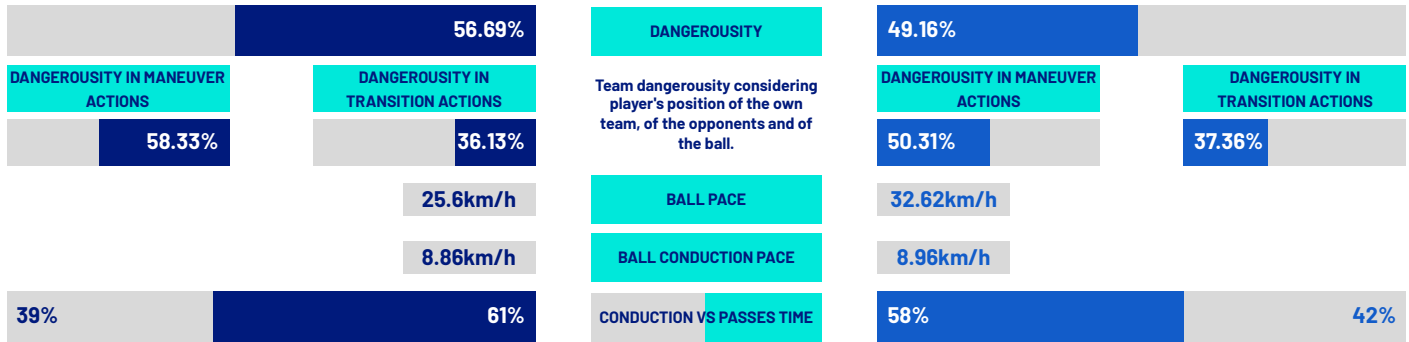 56.69%
DANGEROUSITY
49.16%
DANGEROUSITY IN MANEUVER
ACTIONS
DANGEROUSITY IN
TRANSITION ACTIONS
Team dangerousity considering
player's position of the own
team, of the opponents and of
the ball.
DANGEROUSITY IN MANEUVER
ACTIONS
DANGEROUSITY IN
TRANSITION ACTIONS
58.33%
36.13%
50.31%
37.36%
25.6km/h
BALL PACE
32.62km/h
8.86km/h
BALL CONDUCTION PACE
8.96km/h
39%
61%
CONDUCTION VS PASSES TIME
58%
42%